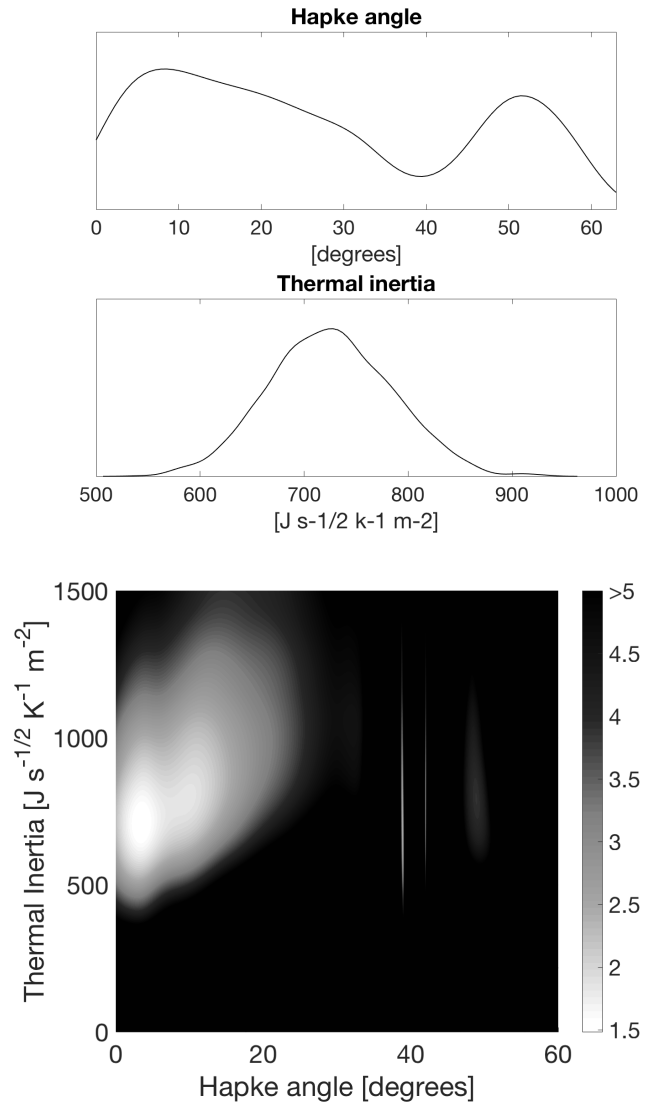 Hapke angle
0 10 20 30 40 50 60
[degrees]
Thermal inertia
500 600 700 800 900 1000
[J s-1/2 k-1 m-2]
1500
1000
500
0
Thermal Inertia [J s-1/2 K-1 m-2]
0 20 40 60
Hapke angle [degrees]
>5
4.5
4
3.5
3
2.5
2
1.5